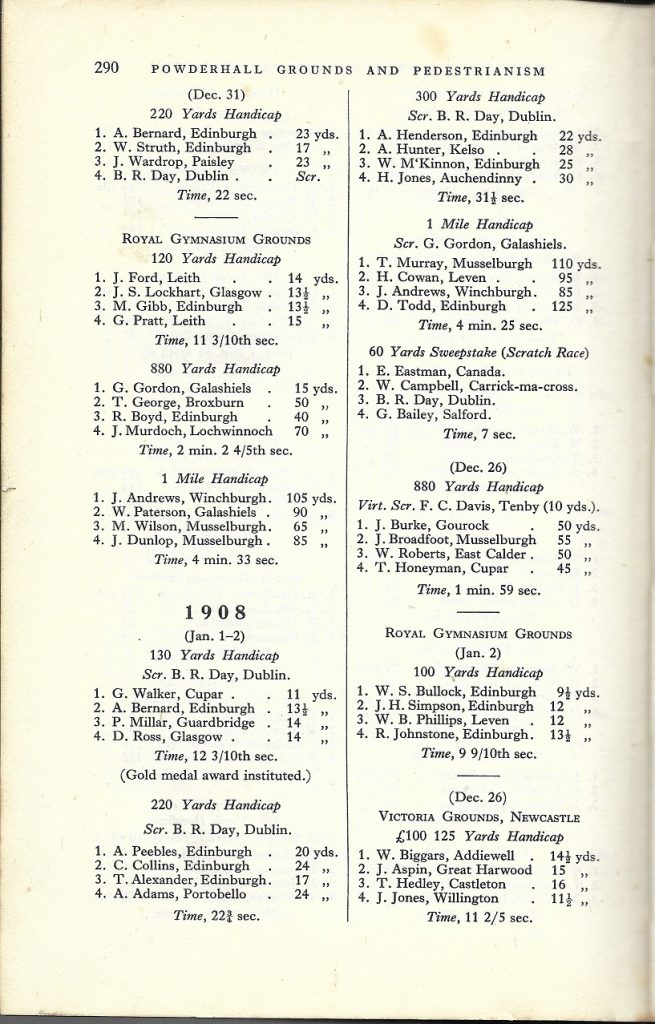 290 POWDERHALL GROUNDS AND PEDESTRIANISM
(Dec. 31)
220 Yards Handicap
1. A. Bernard, Edinburgh . 23 yds.
2. W. Struth, Edinburgh . 17 „
3. J. Wardrop, Paisley . 23 „
4. B. R. Day, Dublin . . Scr.
Time, 22 sec.
ROYAL GYMNASIUM GROUNDS
120 Yards Handicap
1. J. Ford, Leith . . 14 yds.
2. J. S. Lockhart, Glasgow . 13½ „
3. M. Gibb, Edinburgh . 13½ „
4. G. Pratt, Leith . . 15 „
Time, 11 3/10th sec.
880 Yards Handicap
1. G. Gordon, Galashiels . 15 yds.
2. T. George, Broxburn . 50 „
3. R. Boyd, Edinburgh . 40 „
4. J. Murdoch, Lochwinnoch 70 „
Time, 2 min. 2 4/5th sec.
1 Mile Handicap
1. J. Andrews, Winchburgh. 105 yds.
2. W. Paterson, Galashiels . 90 „
3. M. Wilson, Musselburgh. 65 „
4. J. Dunlop, Musselburgh . 85 „
Time, 4 min. 33 sec.
1908
(Jan. 1-2)
130 Yards Handicap
Scr. B. R. Day, Dublin.
1. G. Walker, Cupar . . 11 yds.
2. A. Bernard, Edinburgh . 13½ „
3. P. Millar, Guardbridge . 14 „
4. D. Ross, Glasgow . . 14 „
Time, 12 3/10th sec.
(Gold medal award instituted.)
220 Yards Handicap
Scr. B. R. Day, Dublin.
1. A. Peebles, Edinburgh . 20 yds.
2. C. Collins, Edinburgh . 24 „
3. T. Alexander, Edinburgh. 17 „
4. A. Adams, Portobello . 24 „
Time, 22¾ sec.
300 Yards Handicap
Scr. B. R. Day, Dublin.
1. A. Henderson, Edinburgh 22 yds.
2. A. Hunter, Kelso . . 28 „
3. W. M‘Kinnon, Edinburgh 25 „
4. H. Jones, Auchendinny . 30 „
Time, 31½ sec.
1 Mile Handicap
Scr. G. Gordon, Galashiels.
1. T. Murray, Musselburgh 110 yds.
2. H. Cowan, Leven . . 95 „
3. J. Andrews, Winchburgh. 85 „
4. D. Todd, Edinburgh . 125 „
Time, 4 min. 25 sec.
60 Yards Sweepstake (Scratch Race)
1. E. Eastman, Canada.
2. W. Campbell, Carrick-ma-cross.
3. B. R. Day, Dublin.
4. G. Bailey, Salford.
Time, 7 sec.
(Dec. 26)
880 Yards Handicap
Virt. Scr. F. C. Davis, Tenby (10 yds.).
1. J. Burke, Gourock . 50 yds.
2. J. Broadfoot, Musselburgh 55 „
3. W. Roberts, East Calder . 50 „
4. T. Honeyman, Cupar . 45 „
Time, 1 min. 59 sec.
ROYAL GYMNASIUM GROUNDS
(Jan. 2)
100 Yards Handicap
1. W. S. Bullock, Edinburgh 9½ yds.
2. J. H. Simpson, Edinburgh 12 „
3. W. B. Phillips, Leven . 12 „
4. R. Johnstone, Edinburgh. 13½ „
Time, 9 9/10th sec.
(Dec. 26)
VICTORIA GROUNDS, NEWCASTLE
£100 125 Yards Handicap
1. W. Biggars, Addiewell . 14½ yds.
2. J. Aspin, Great Harwood 15 „
3. T. Hedley, Castleton . 16 „
4. J. Jones, Willington . 11½ „
Time, 11 2/5 sec.